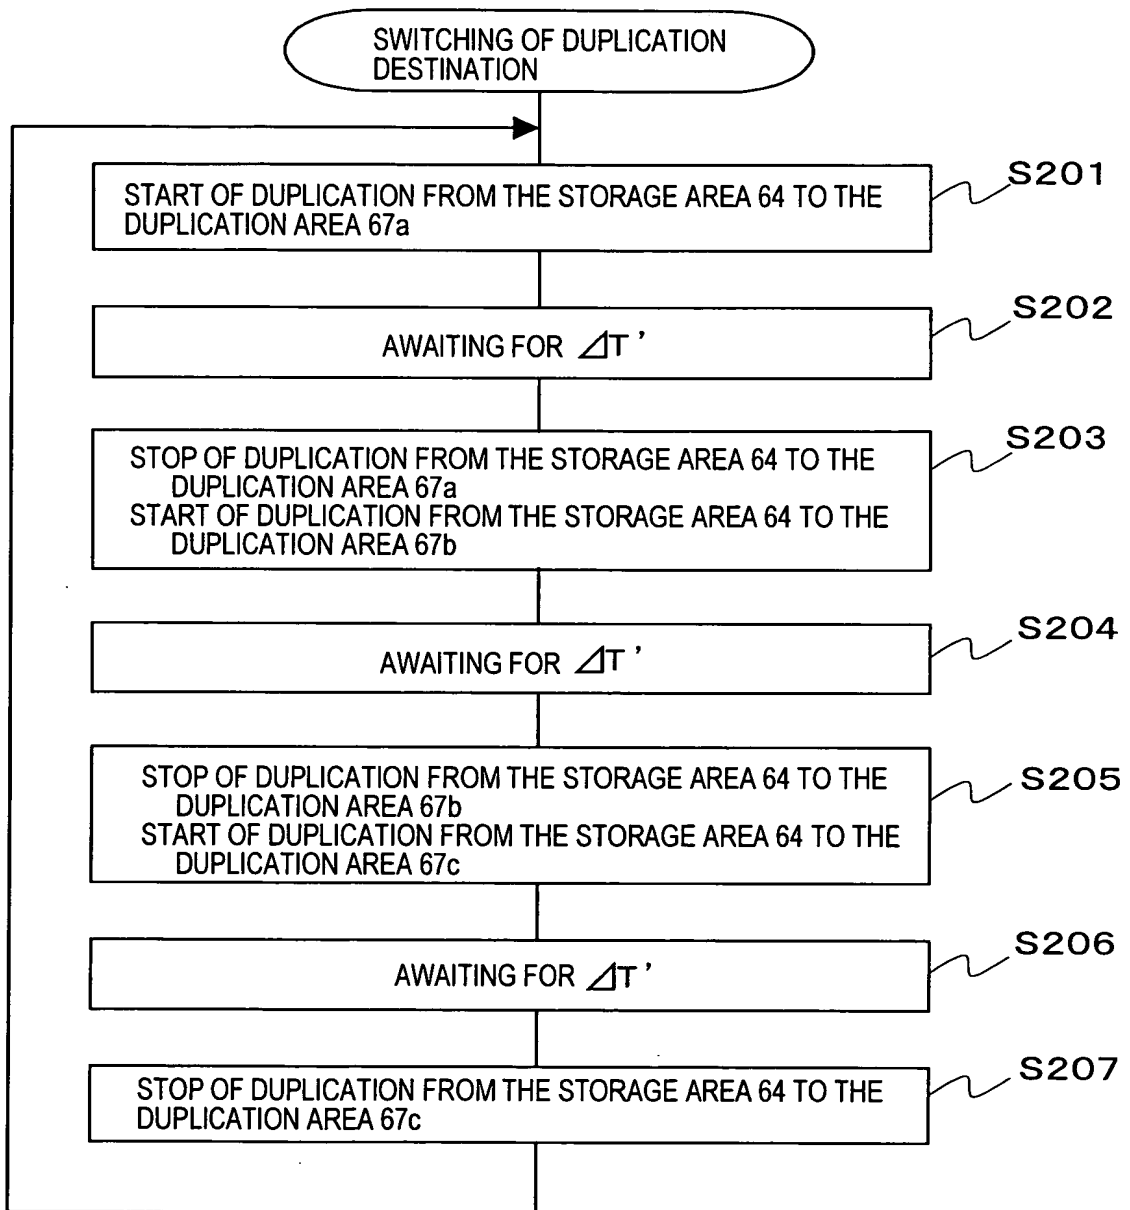 SWITCHING OF DUPLICATION
DESTINATION
START OF DUPLICATION FROM THE STORAGE AREA 64 TO THE
DUPLICATION AREA 67a
S201
AWAITING FOR ⊿T'
S202
STOP OF DUPLICATION FROM THE STORAGE AREA 64 TO THE
DUPLICATION AREA 67a
START OF DUPLICATION FROM THE STORAGE AREA 64 TO THE
DUPLICATION AREA 67b
S203
AWAITING FOR ⊿T'
S204
STOP OF DUPLICATION FROM THE STORAGE AREA 64 TO THE
DUPLICATION AREA 67b
START OF DUPLICATION FROM THE STORAGE AREA 64 TO THE
DUPLICATION AREA 67c
S205
AWAITING FOR ⊿T'
S206
STOP OF DUPLICATION FROM THE STORAGE AREA 64 TO THE
DUPLICATION AREA 67c
S207